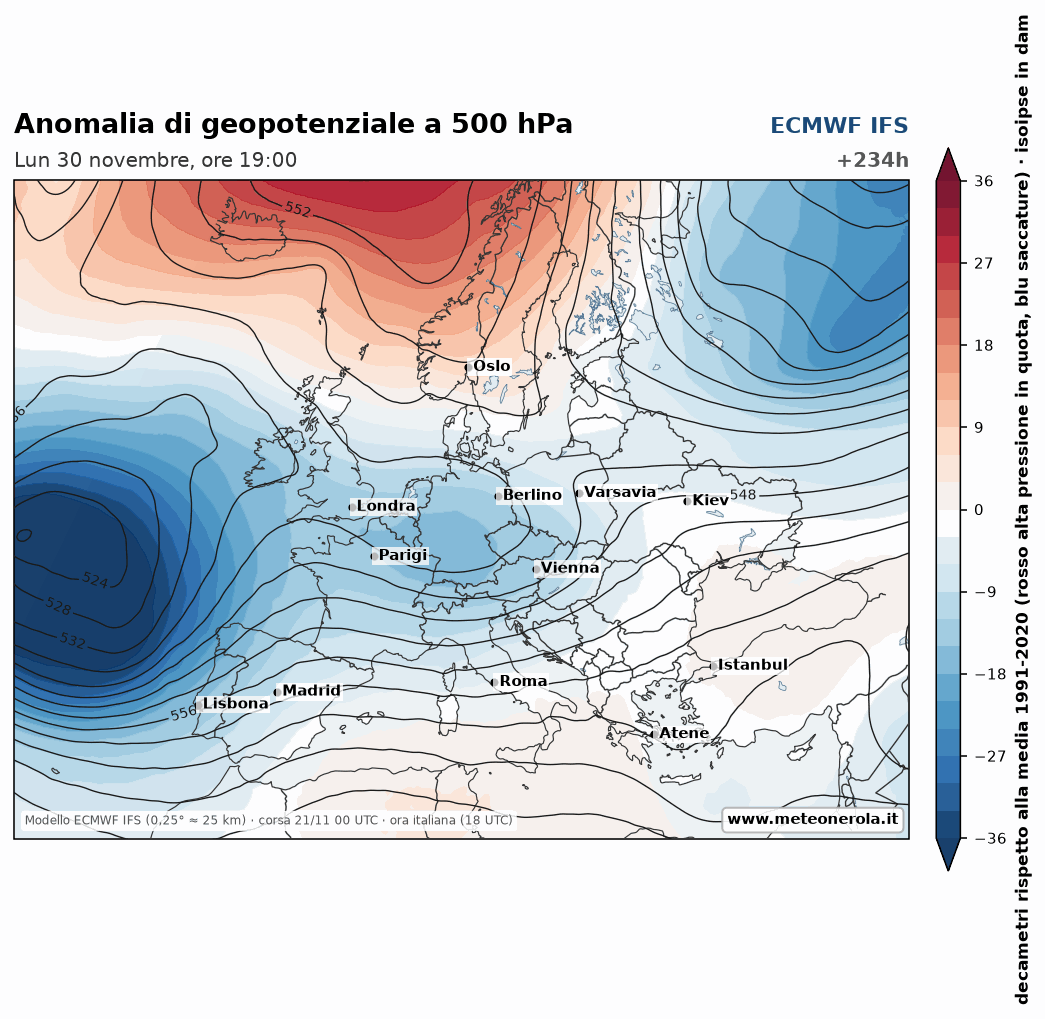 Anomalia di geopotenziale a 500 hPa
ECMWF IFS
Lun 30 novembre, ore 19:00
+234h
552
Oslo
Berlino
Varsavia
Kiev
548
Londra
Parigi
Vienna
524
528
532
Istanbul
Roma
Madrid
Lisbona
556
Atene
Modello ECMWF IFS (0,25° ≈ 25 km) · corsa 21/11 00 UTC · ora italiana (18 UTC)
www.meteonerola.it
36
27
18
9
0
−9
−18
−27
−36
decametri rispetto alla media 1991-2020 (rosso alta pressione in quota, blu saccature) · isoipse in dam